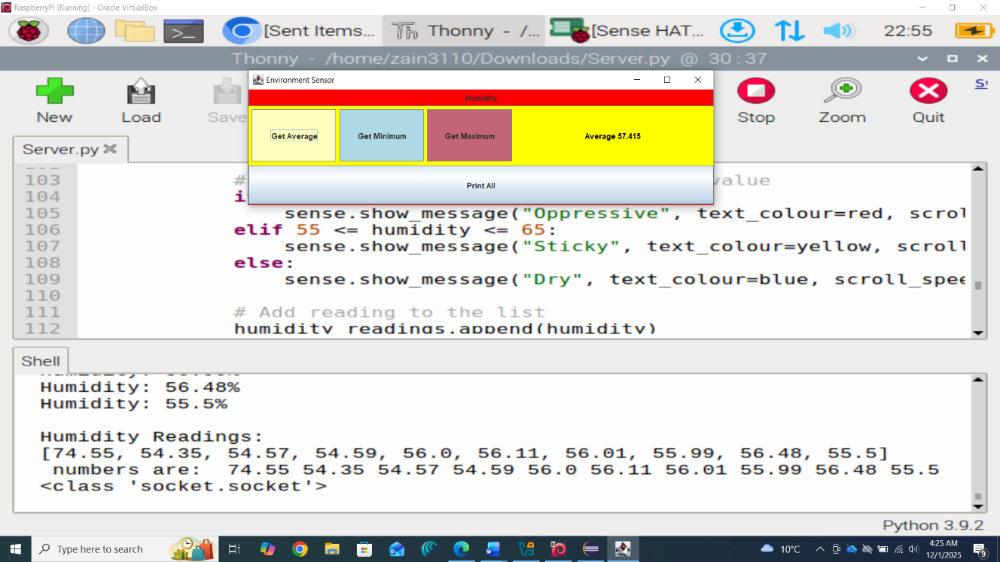 RaspberryPi [Running] - Oracle VirtualBox
[Sent Items... Thonny - /... [Sense HAT... 22:55
Thonny - /home/zain3110/Downloads/Server.py @ 30:37
Environment Sensor
Humidity
Get Average Get Minimum Get Maximum Average 57.415
Print All
New Load Save Stop Zoom Quit
Server.py
103 # value
104 i
105 sense.show_message("Oppressive", text_colour=red, scrol
106 elif 55 <= humidity <= 65:
107 sense.show_message("Sticky", text_colour=yellow, scroll
108 else:
109 sense.show_message("Dry", text_colour=blue, scroll_spee
110
111 # Add reading to the list
112 humidity_readings.append(humidity)
Shell
Humidity: 56.48%
Humidity: 55.5%
Humidity Readings:
[74.55, 54.35, 54.57, 54.59, 56.0, 56.11, 56.01, 55.99, 56.48, 55.5]
numbers are: 74.55 54.35 54.57 54.59 56.0 56.11 56.01 55.99 56.48 55.5
<class 'socket.socket'>
Python 3.9.2
Type here to search 10°C 4:25 AM
12/1/2025 9